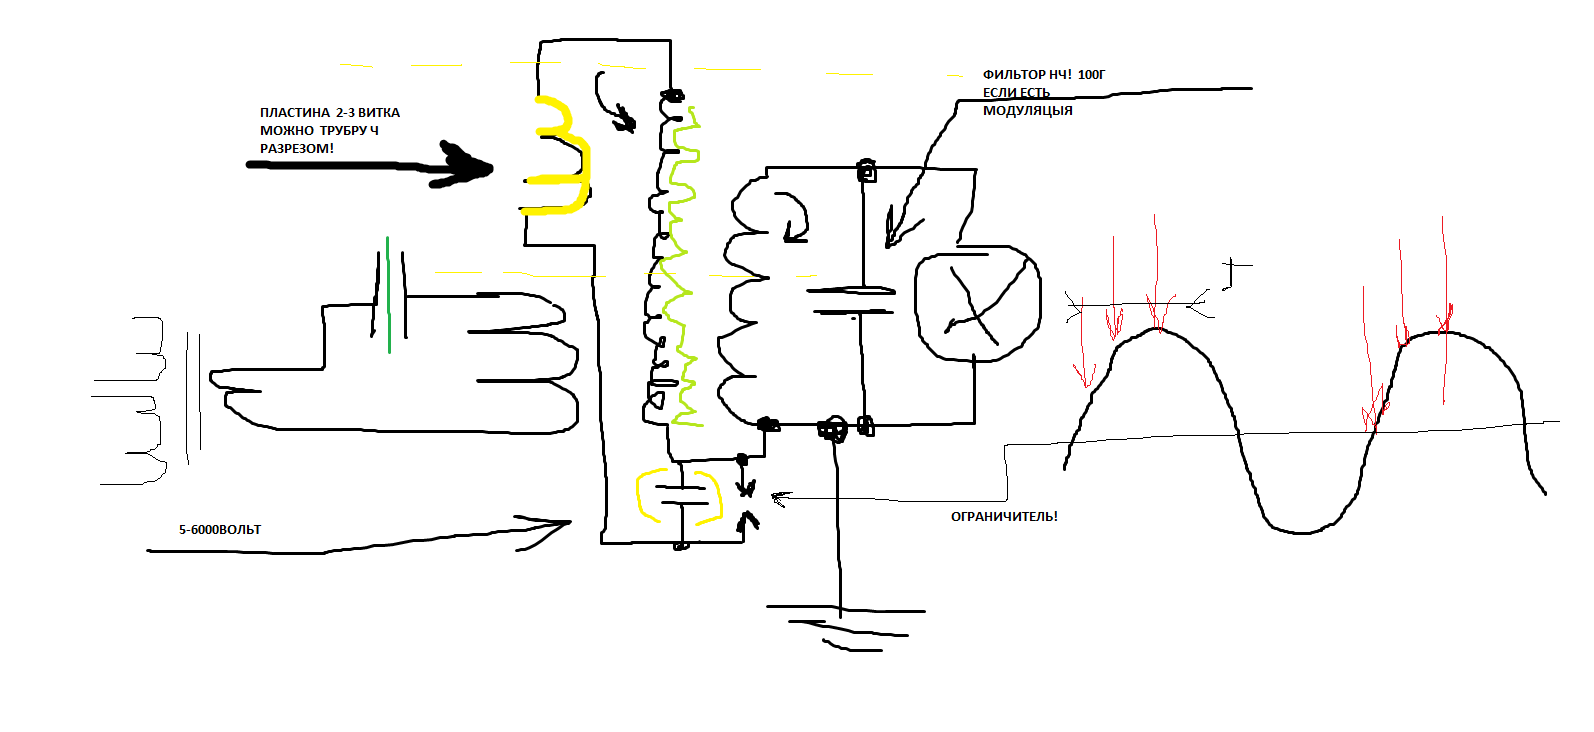 ПЛАСТИНА 2-3 ВИТКА
МОЖНО ТРУБРУ Ч
РАЗРЕЗОМ!
ФИЛЬТОР НЧ! 100Г
ЕСЛИ ЕСТЬ
МОДУЛЯЦЫЯ
5-6000ВОЛЬТ
ОГРАНИЧИТЕЛЬ!